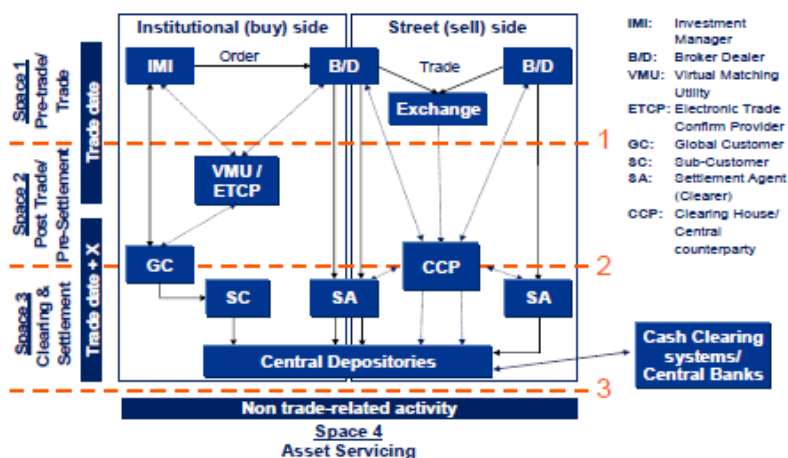 Institutional (buy) side
Street (sell) side
Space 1
Pre-trade/
Trade
Trade date
IMI
Order
B/D
Trade
B/D
Exchange
1
Space 2
Post Trade/
Pre-Settlement
VMU /
ETCP
GC
CCP
2
Space 3
Clearing &
Settlement
Trade date + X
SC
SA
SA
Central Depositories
Cash Clearing
systems/
Central Banks
3
Non trade-related activity
Space 4
Asset Servicing
IMI: Investment
Manager
B/D: Broker Dealer
VMU: Virtual Matching
Utility
ETCP: Electronic Trade
Confirm Provider
GC: Global Customer
SC: Sub-Customer
SA: Settlement Agent
(Clearer)
CCP: Clearing House/
Central
counterparty